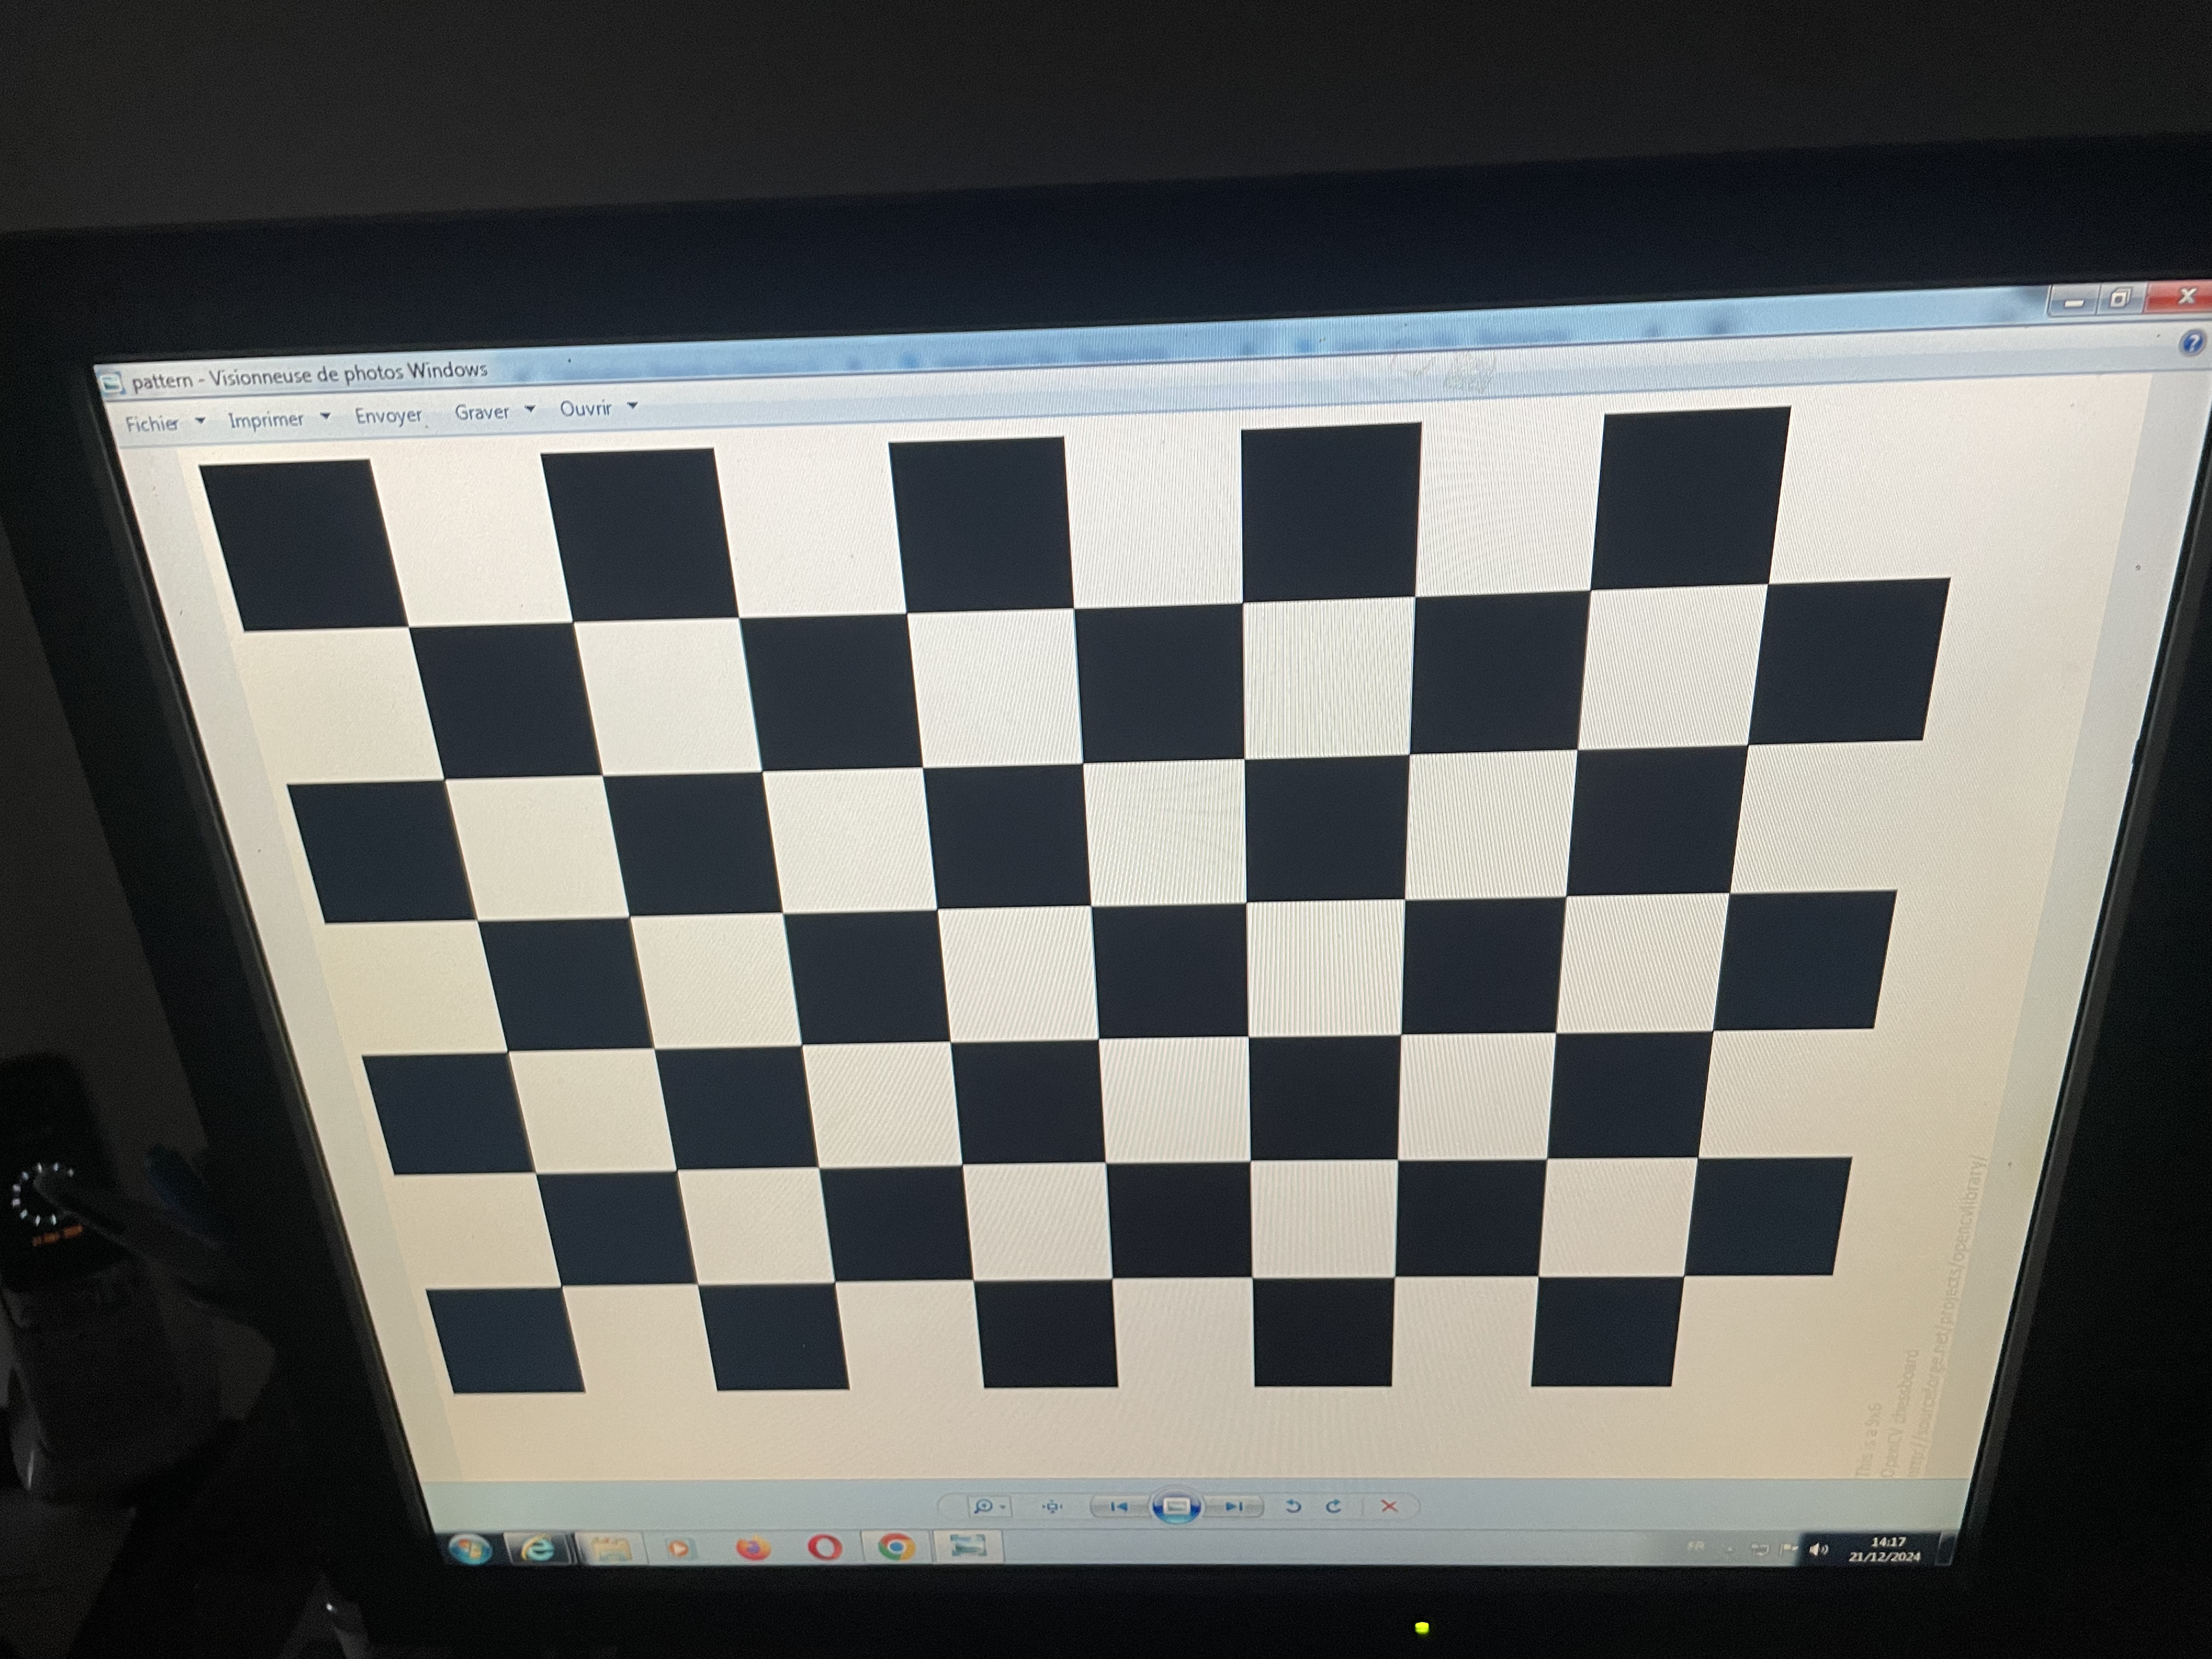 pattern - Visionneuse de photos Windows
Fichier Imprimer Envoyer Graver Ouvrir
This is a 9x6
OpenCV chessboard
http://sourceforge.net/projects/opencvlibrary/
FR
14:17
21/12/2024